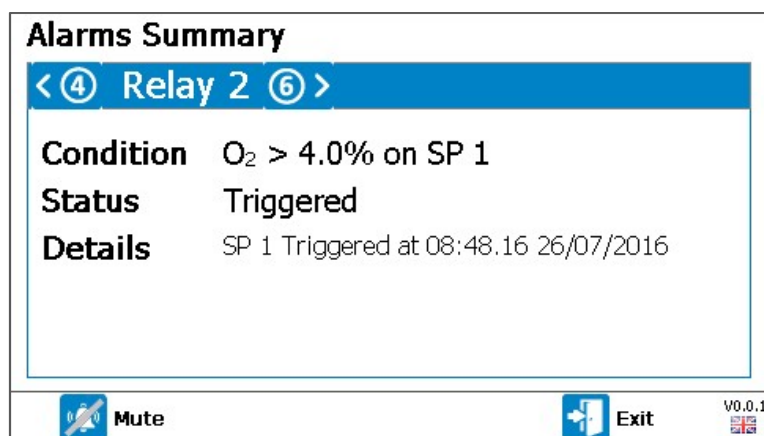 Alarms Summary
< ④ Relay 2 ⑥ >
Condition O₂ > 4.0% on SP 1
Status Triggered
Details SP 1 Triggered at 08:48.16 26/07/2016
Mute Exit V0.0.1